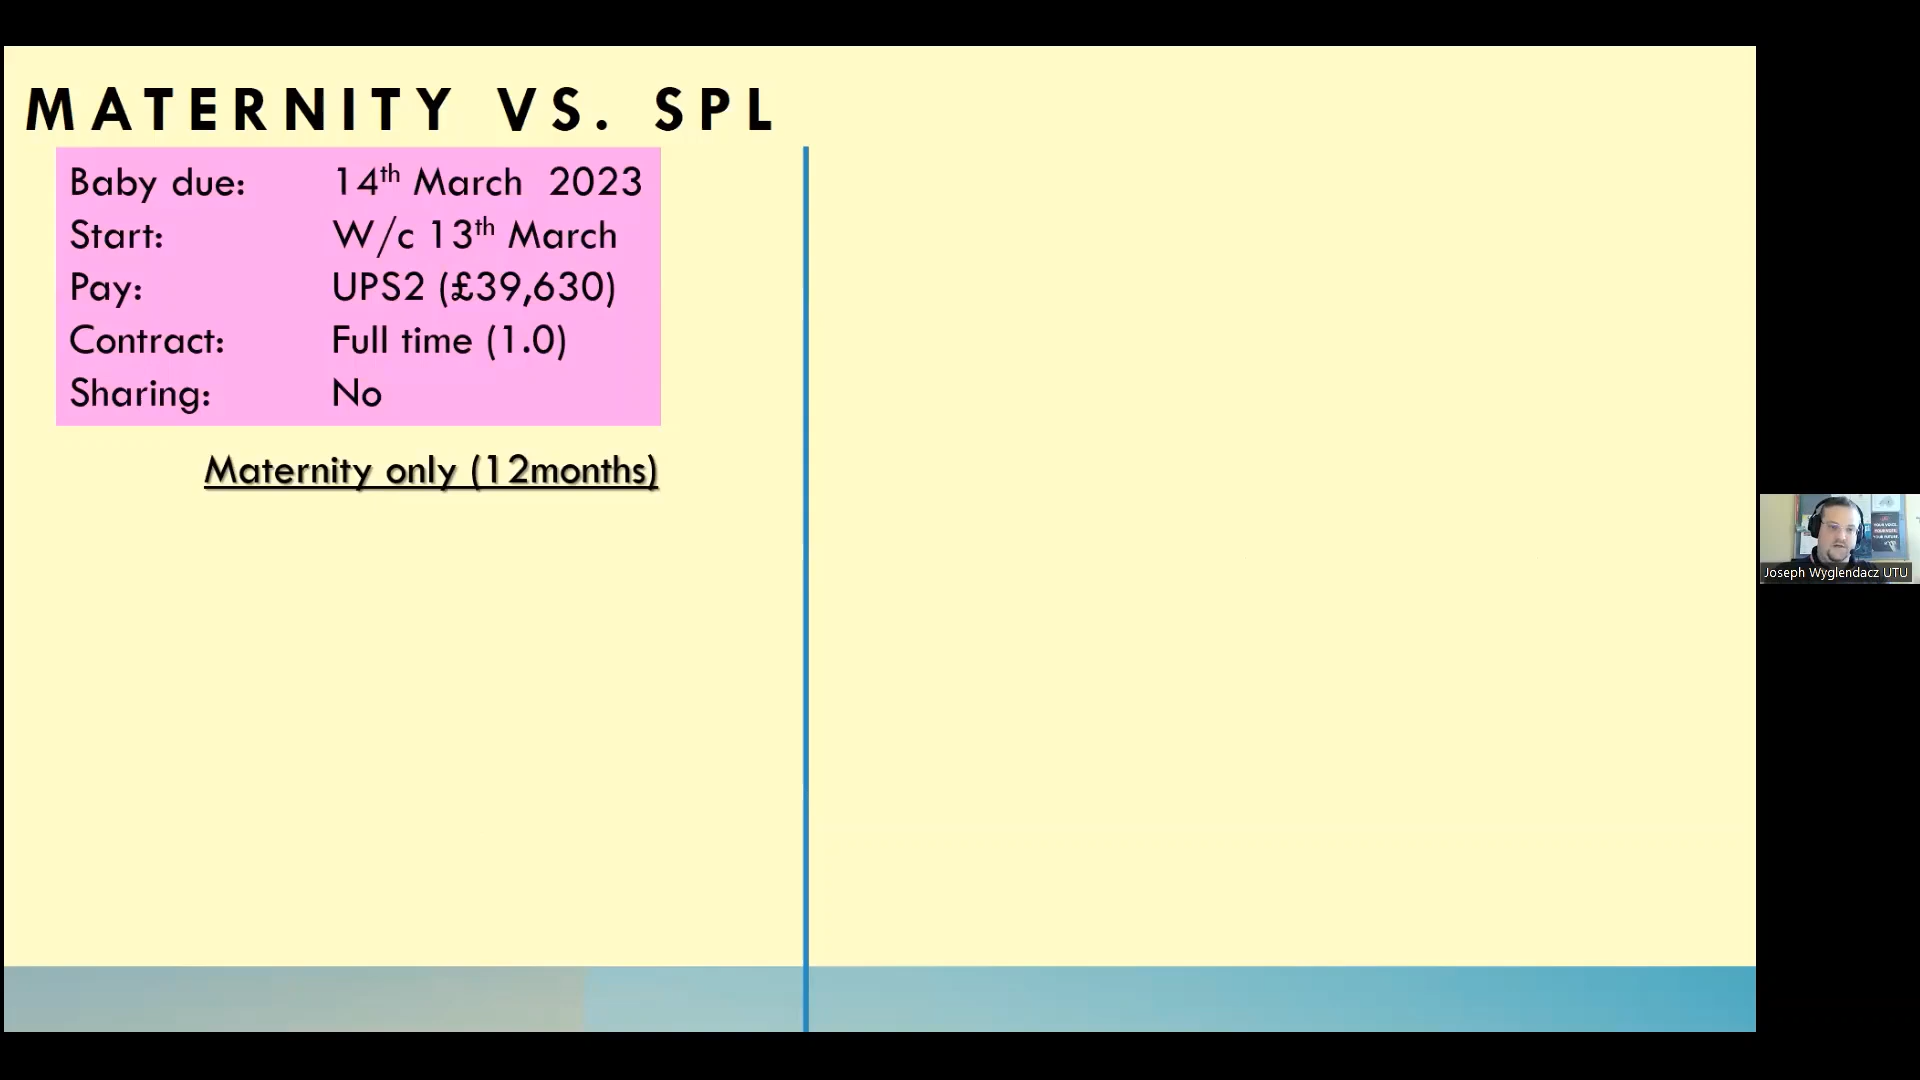 MATERNITY VS. SPL
Baby due: 14th March 2023
Start: W/c 13th March
Pay: UPS2 (£39,630)
Contract: Full time (1.0)
Sharing: No
Maternity only (12months)
Joseph Wyglendacz UTU